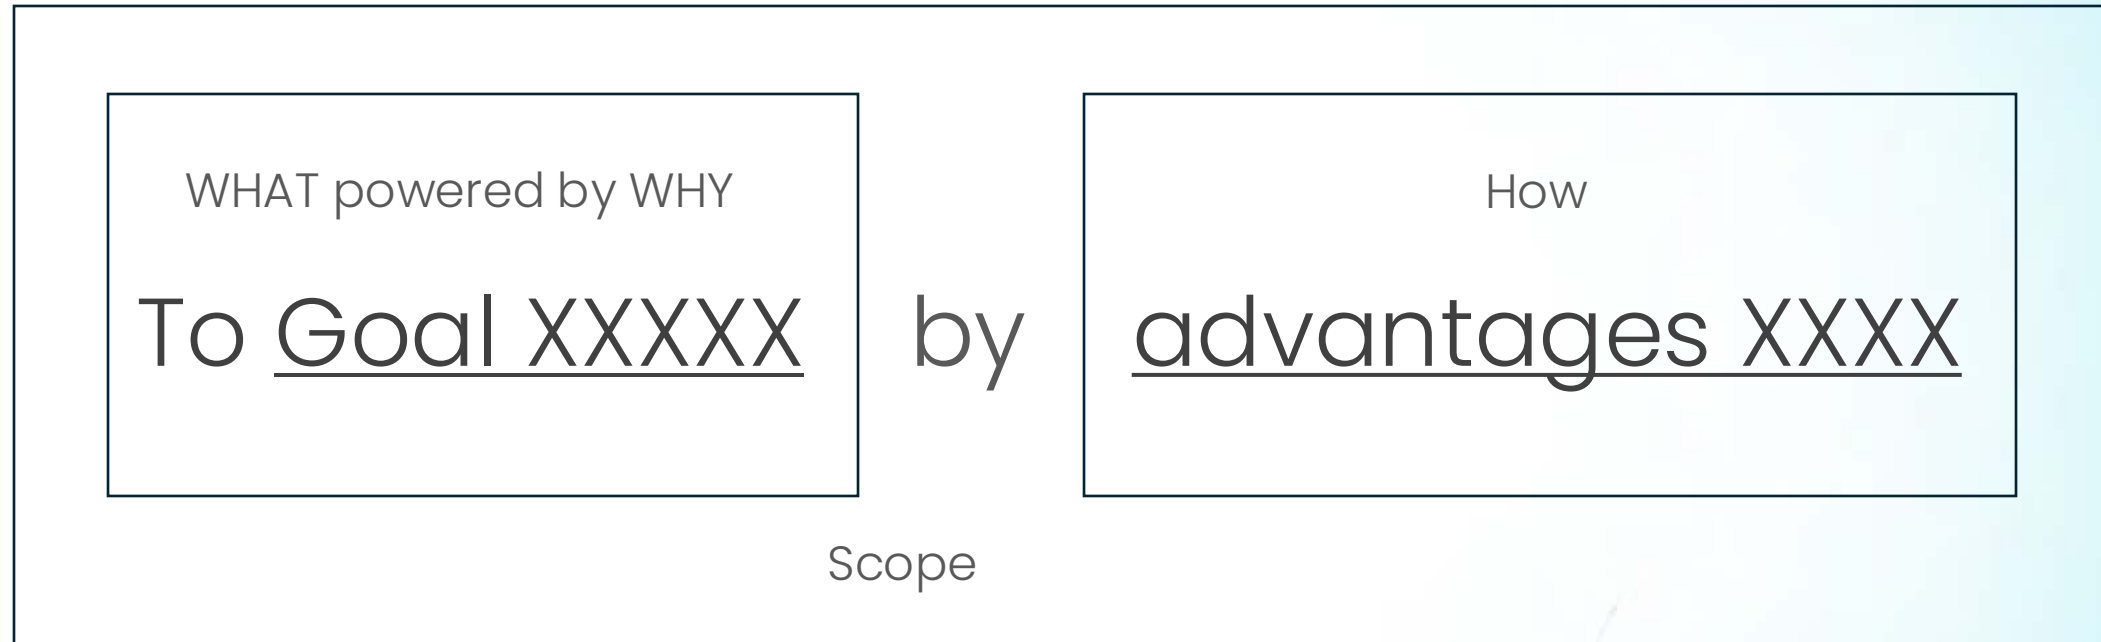 WHAT powered by WHY
How
To Goal XXXXX by advantages XXXX
Scope